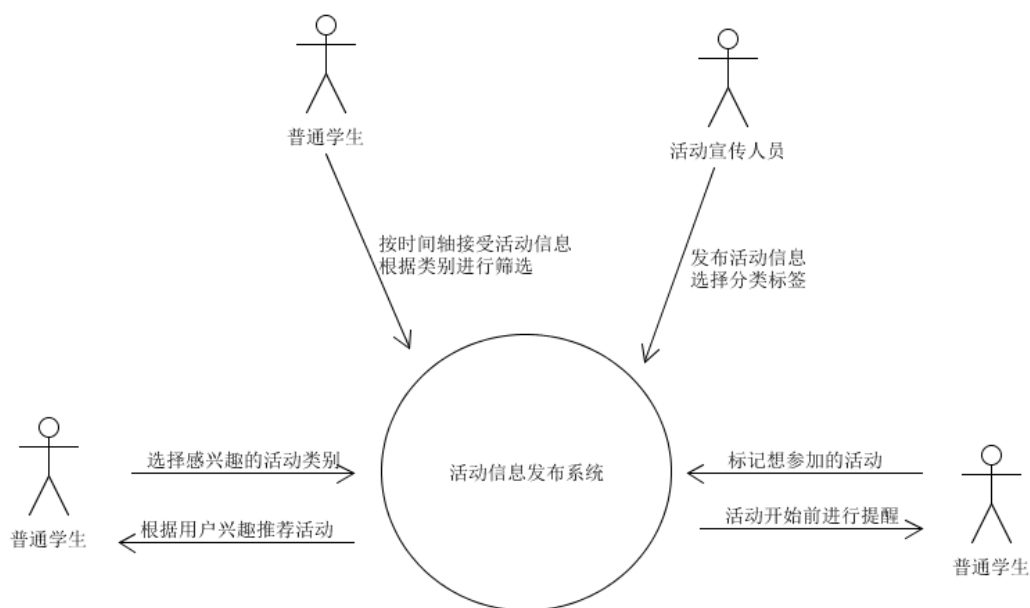 普通学生
活动宣传人员
按时间轴接受活动信息
根据类别进行筛选
发布活动信息
选择分类标签
选择感兴趣的活动类别
活动信息发布系统
标记想参加的活动
根据用户兴趣推荐活动
活动开始前进行提醒
普通学生
普通学生